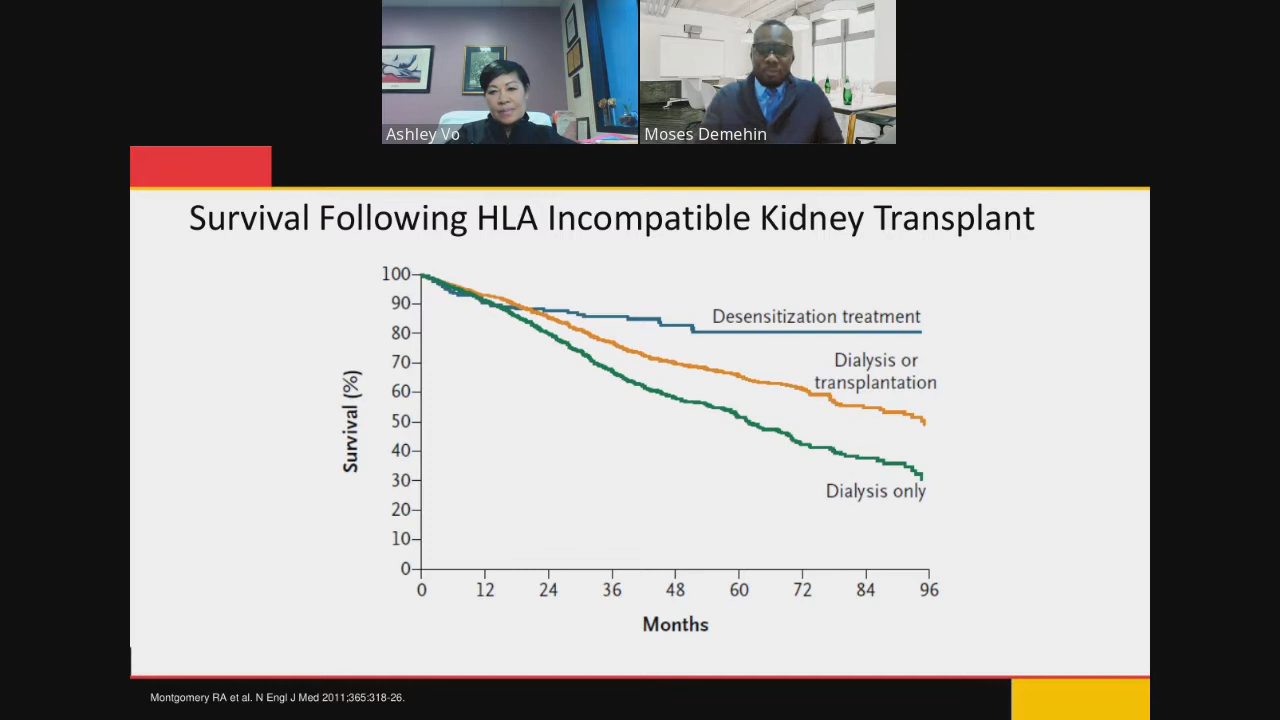 Ashley Vo
Moses Demehin
Survival Following HLA Incompatible Kidney Transplant
100
90
80
70
60
50
40
30
20
10
0
Survival (%)
Desensitization treatment
Dialysis or
transplantation
Dialysis only
0 12 24 36 48 60 72 84 96
Months
Montgomery RA et al. N Engl J Med 2011;365:318-26.